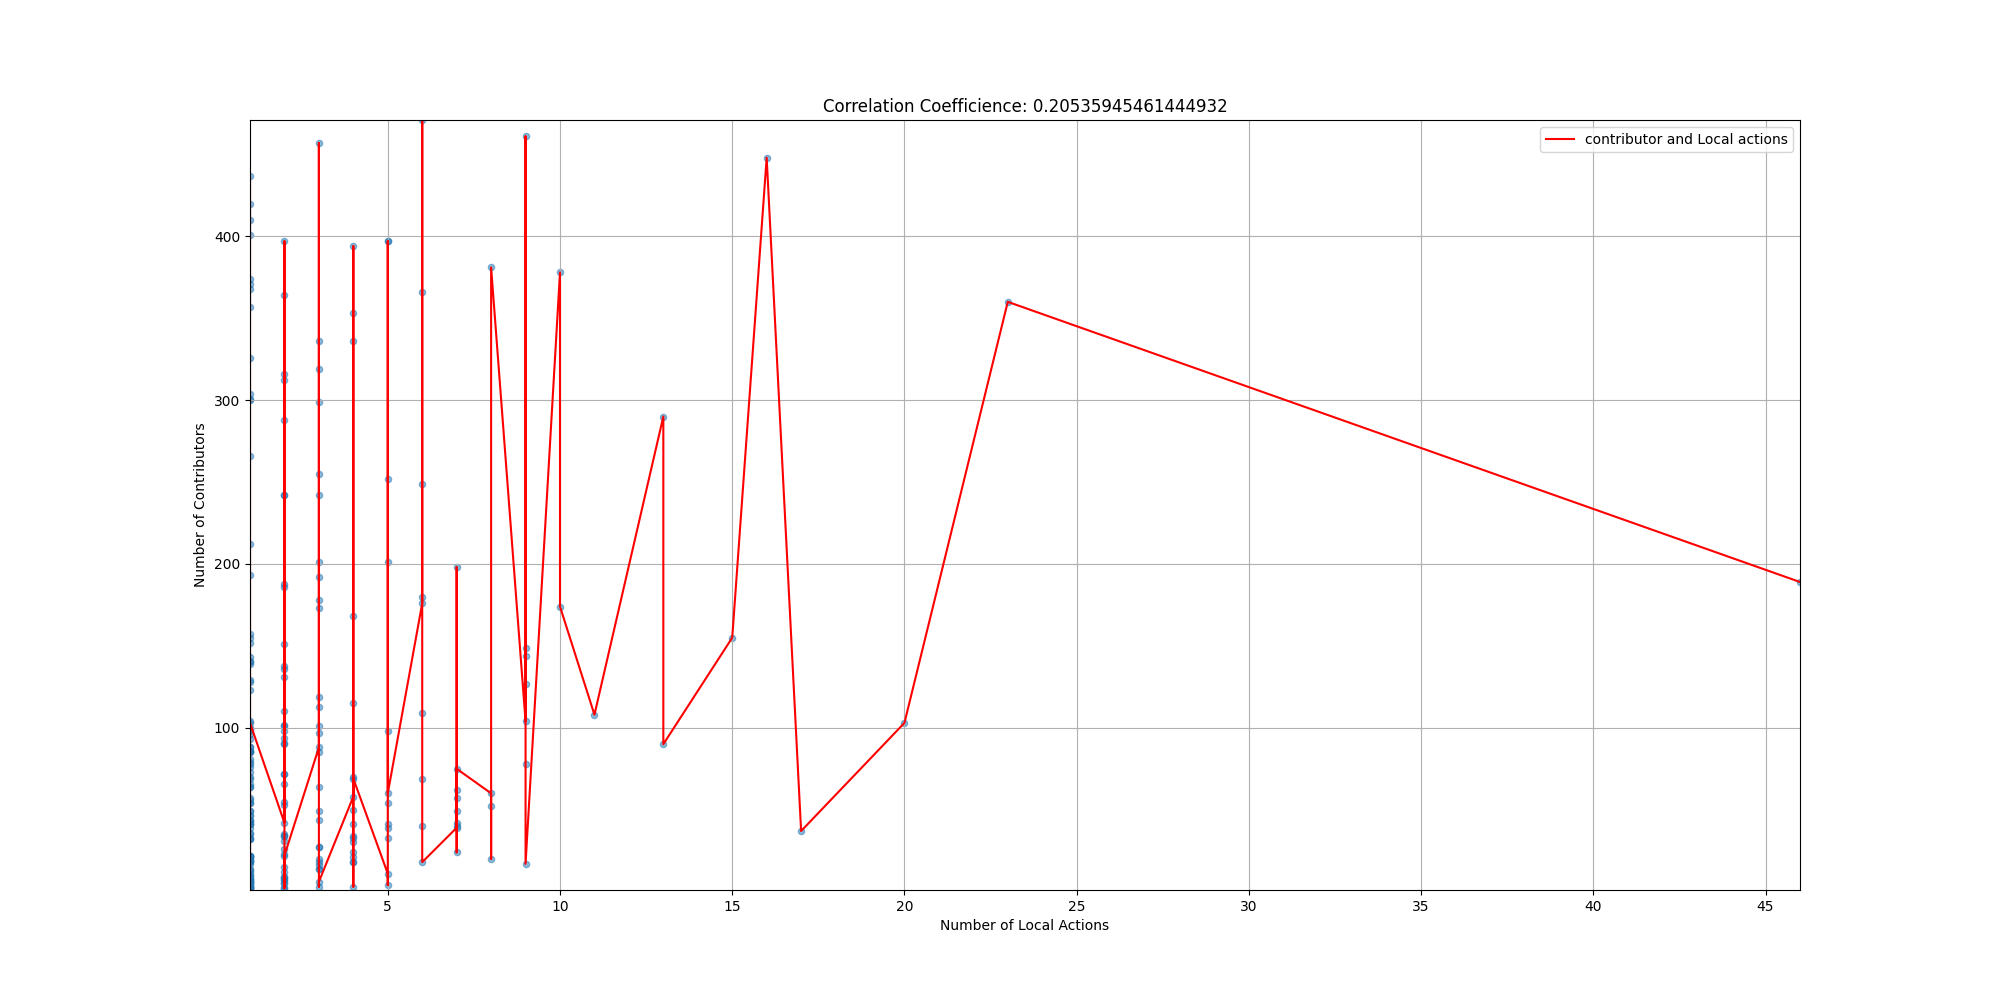 Correlation Coefficience: 0.20535945461444932
contributor and Local actions
Number of Contributors
400
300
200
100
5 10 15 20 25 30 35 40 45
Number of Local Actions